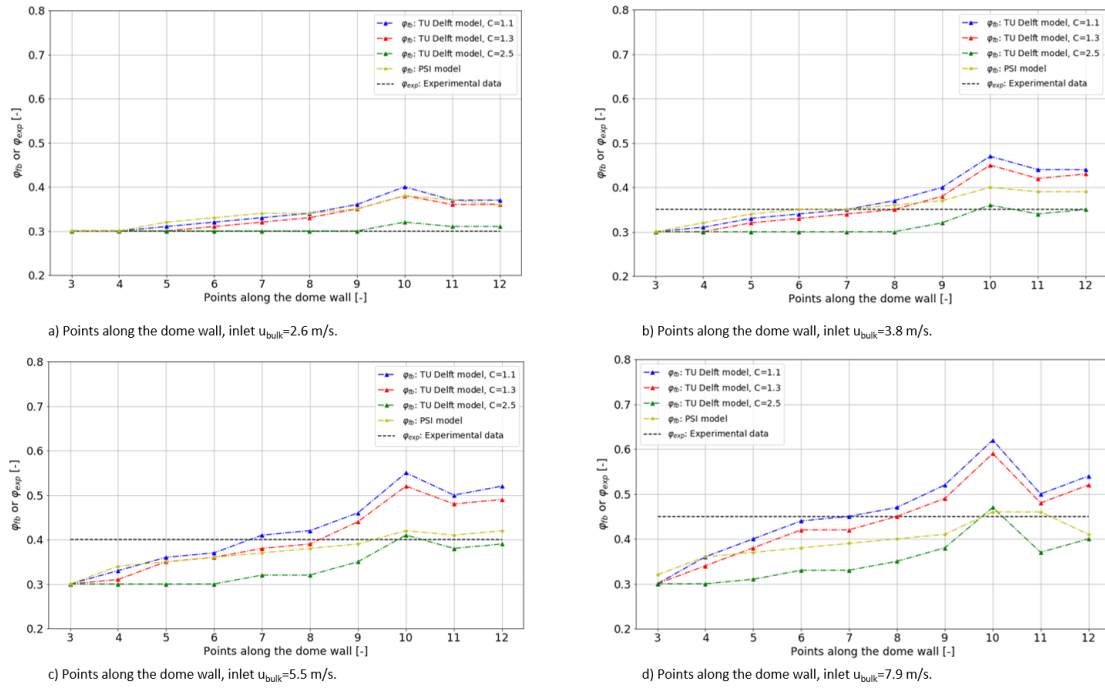 0.8
0.7
0.6
0.5
0.4
0.3
0.2
φfb or φexp [-]
φfb: TU Delft model, C=1.1
φfb: TU Delft model, C=1.3
φfb: TU Delft model, C=2.5
φfb: PSI model
φexp: Experimental data
3 4 5 6 7 8 9 10 11 12
Points along the dome wall [-]
a) Points along the dome wall, inlet ubulk=2.6 m/s.
0.8
0.7
0.6
0.5
0.4
0.3
0.2
φfb or φexp [-]
φfb: TU Delft model, C=1.1
φfb: TU Delft model, C=1.3
φfb: TU Delft model, C=2.5
φfb: PSI model
φexp: Experimental data
3 4 5 6 7 8 9 10 11 12
Points along the dome wall [-]
b) Points along the dome wall, inlet ubulk=3.8 m/s.
0.8
0.7
0.6
0.5
0.4
0.3
0.2
φfb or φexp [-]
φfb: TU Delft model, C=1.1
φfb: TU Delft model, C=1.3
φfb: TU Delft model, C=2.5
φfb: PSI model
φexp: Experimental data
3 4 5 6 7 8 9 10 11 12
Points along the dome wall [-]
c) Points along the dome wall, inlet ubulk=5.5 m/s.
0.8
0.7
0.6
0.5
0.4
0.3
0.2
φfb or φexp [-]
φfb: TU Delft model, C=1.1
φfb: TU Delft model, C=1.3
φfb: TU Delft model, C=2.5
φfb: PSI model
φexp: Experimental data
3 4 5 6 7 8 9 10 11 12
Points along the dome wall [-]
d) Points along the dome wall, inlet ubulk=7.9 m/s.